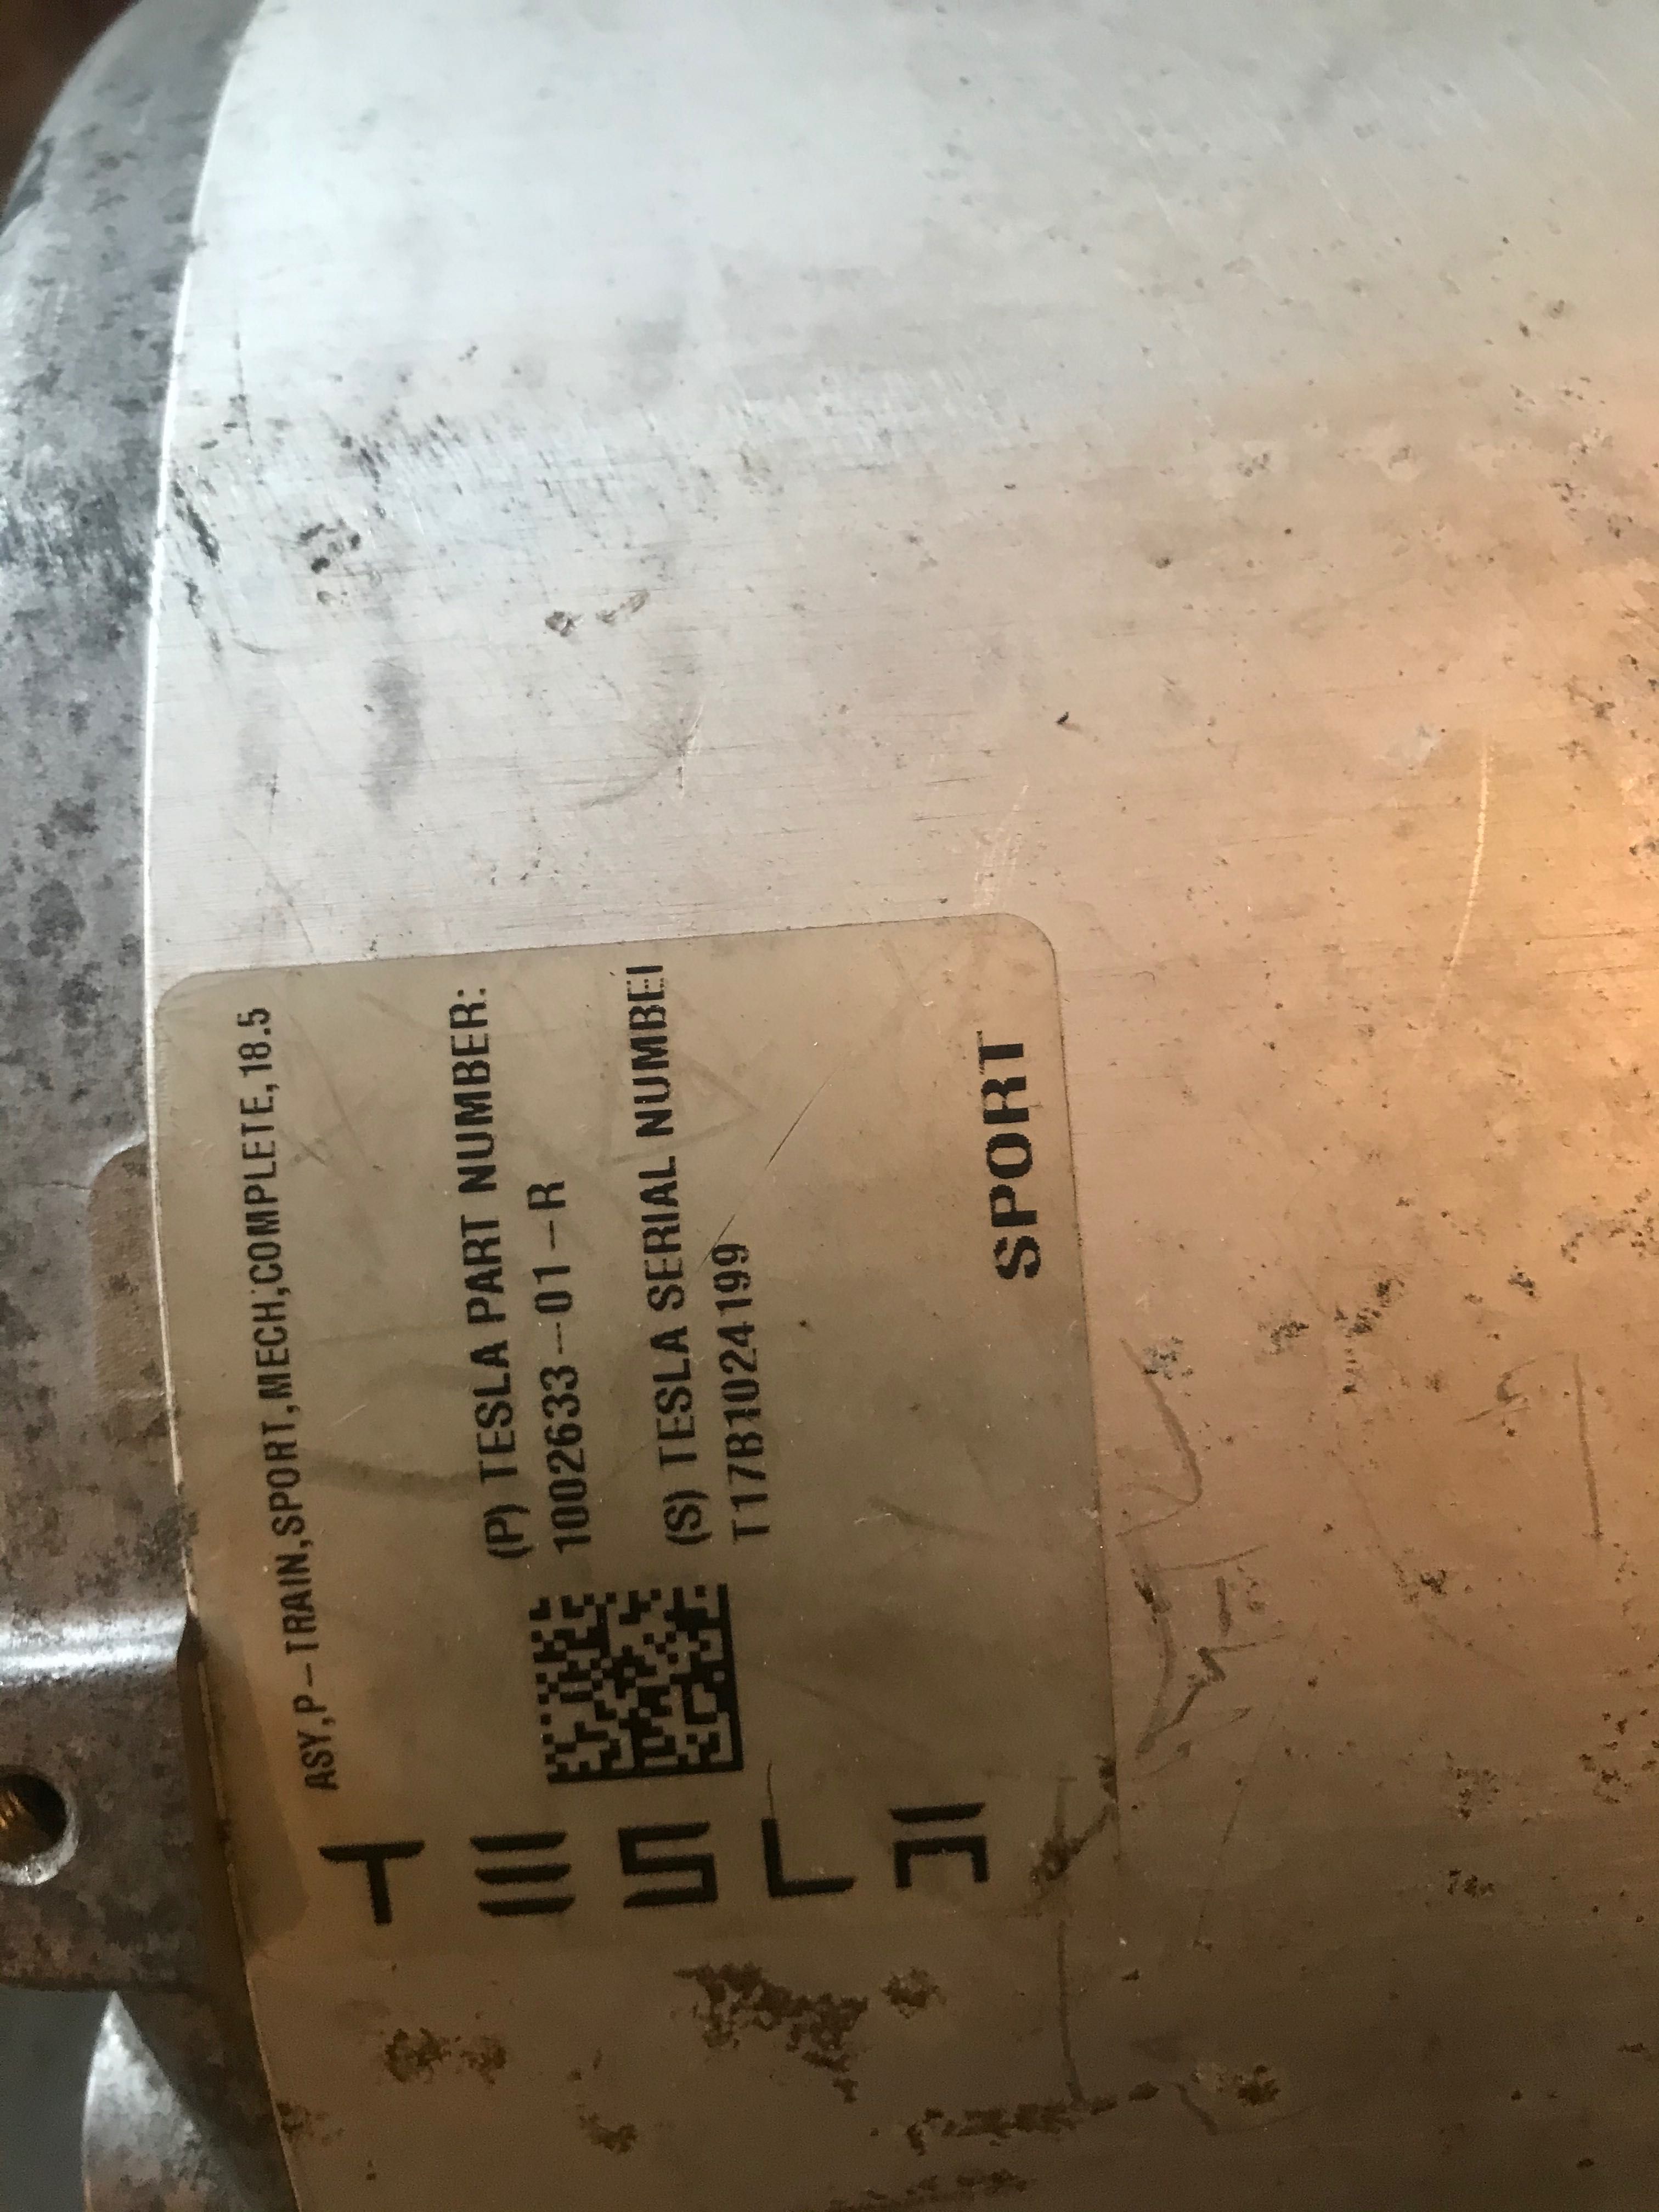 ASY,P-TRAIN,SPORT,MECH,COMPLETE,18.5
TESLA
(P) TESLA PART NUMBER:
1002633-01-R
(S) TESLA SERIAL NUMBE
T17B1024199
SPORT